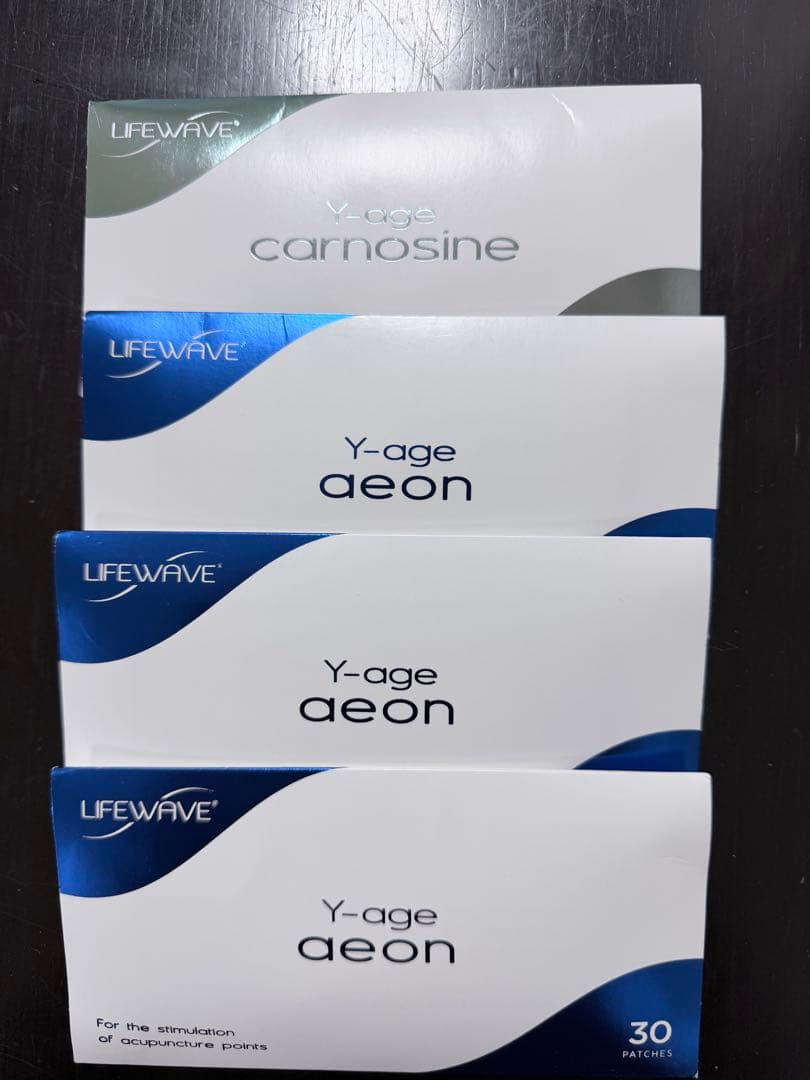 LIFEWAVE®
Y-age
carnosine
LIFEWAVE
Y-age
aeon
LIFEWAVE
Y-age
aeon
LIFEWAVE®
Y-age
aeon
For the stimulation
of acupuncture points
30
PATCHES